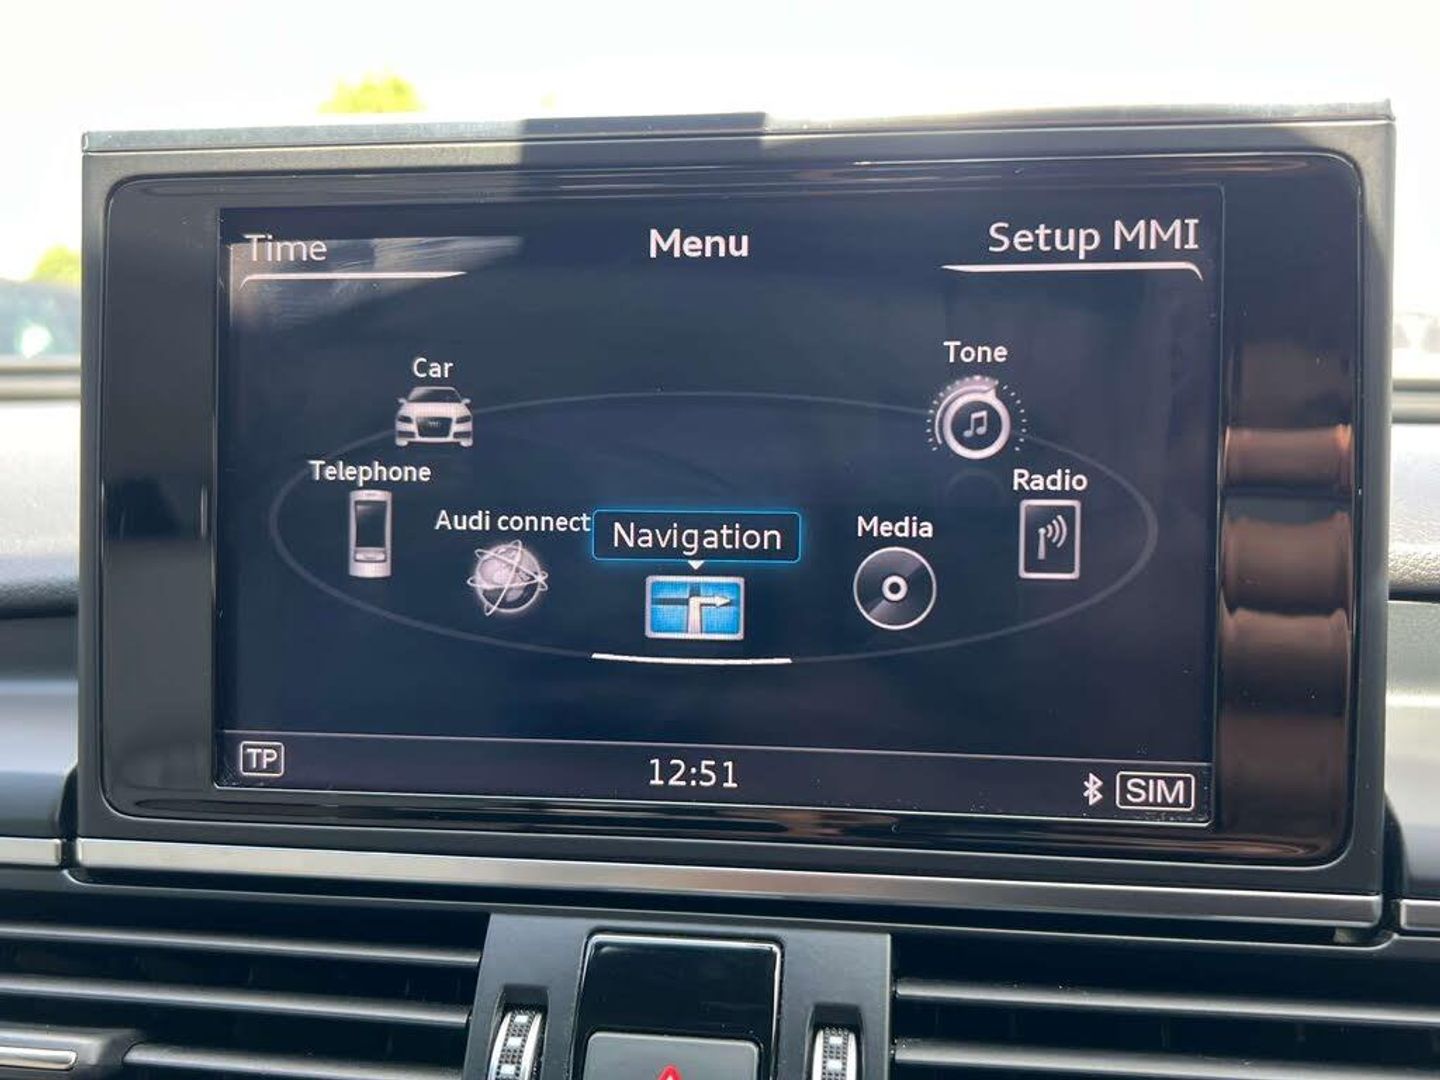 Time
Menu
Setup MMI
Car
Tone
Telephone
Radio
Audi connect
Navigation
Media
TP
12:51
SIM